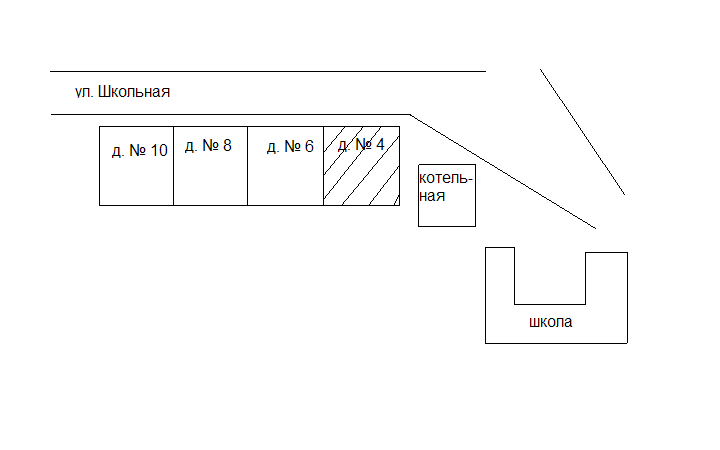 ул. Школьная
д. № 10
д. № 8
д. № 6
д. № 4
котель-
ная
школа